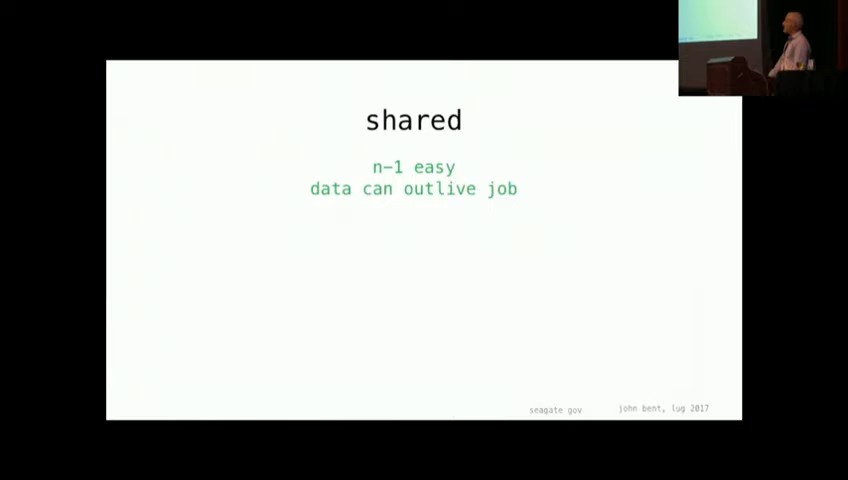 shared
n-1 easy
data can outlive job
seagate gov
john bent, lug 2017